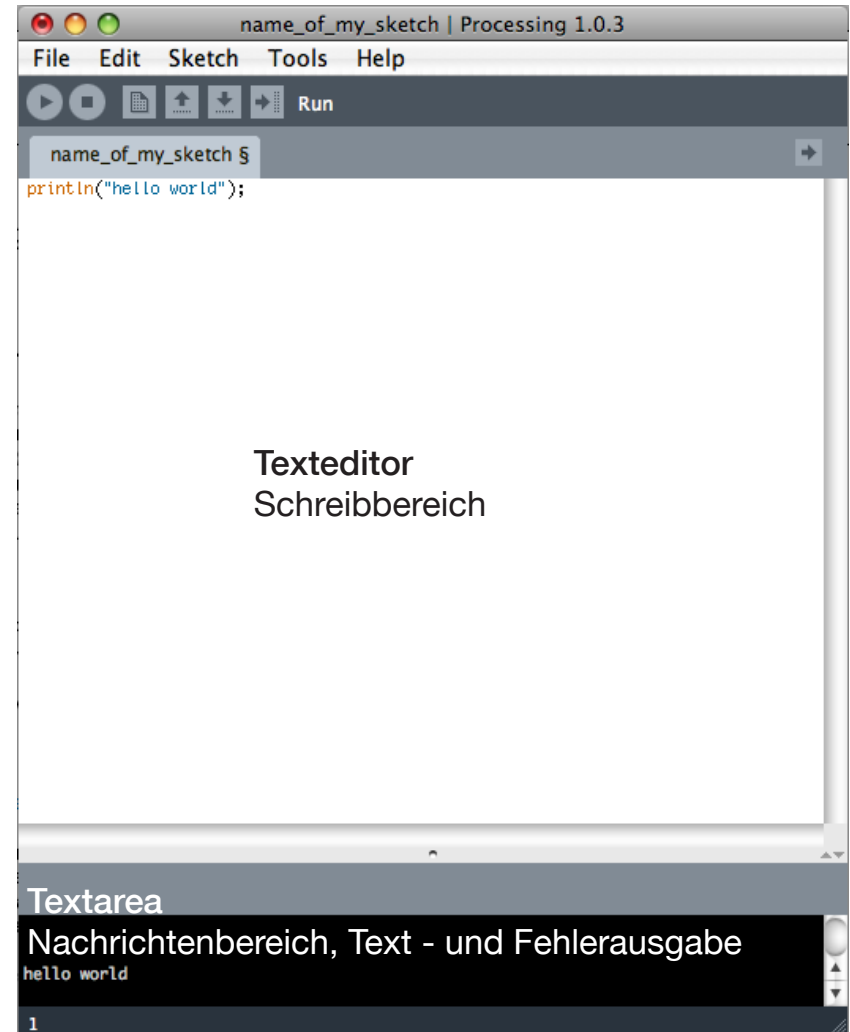 name_of_my_sketch | Processing 1.0.3
File Edit Sketch Tools Help
Run
name_of_my_sketch §
println("hello world");
Texteditor
Schreibbereich
Textarea
Nachrichtenbereich, Text - und Fehlerausgabe
hello world
1